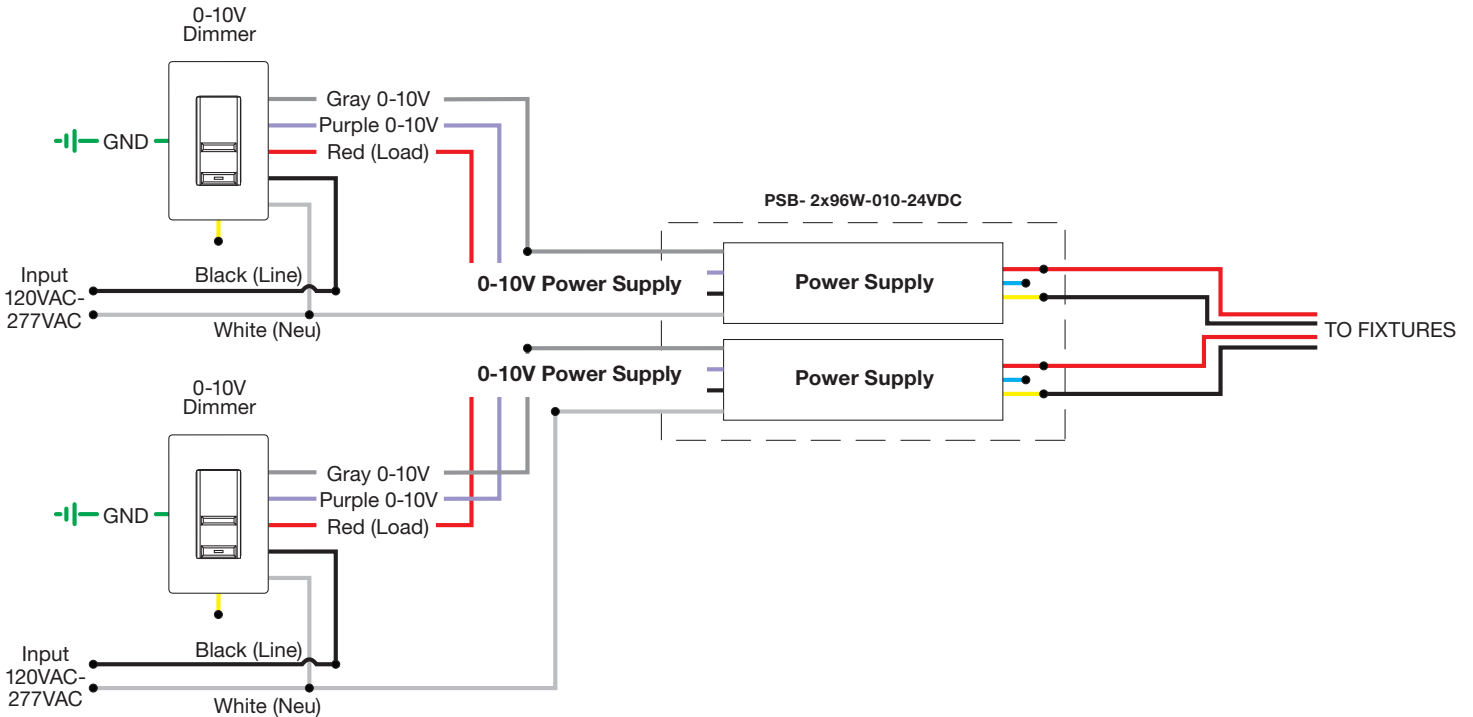 0-10V
Dimmer
Gray 0-10V
Purple 0-10V
Red (Load)
GND
PSB- 2x96W-010-24VDC
Input
120VAC-
277VAC
Black (Line)
White (Neu)
0-10V Power Supply
Power Supply
TO FIXTURES
0-10V Power Supply
Power Supply
0-10V
Dimmer
Gray 0-10V
Purple 0-10V
Red (Load)
GND
Input
120VAC-
277VAC
Black (Line)
White (Neu)